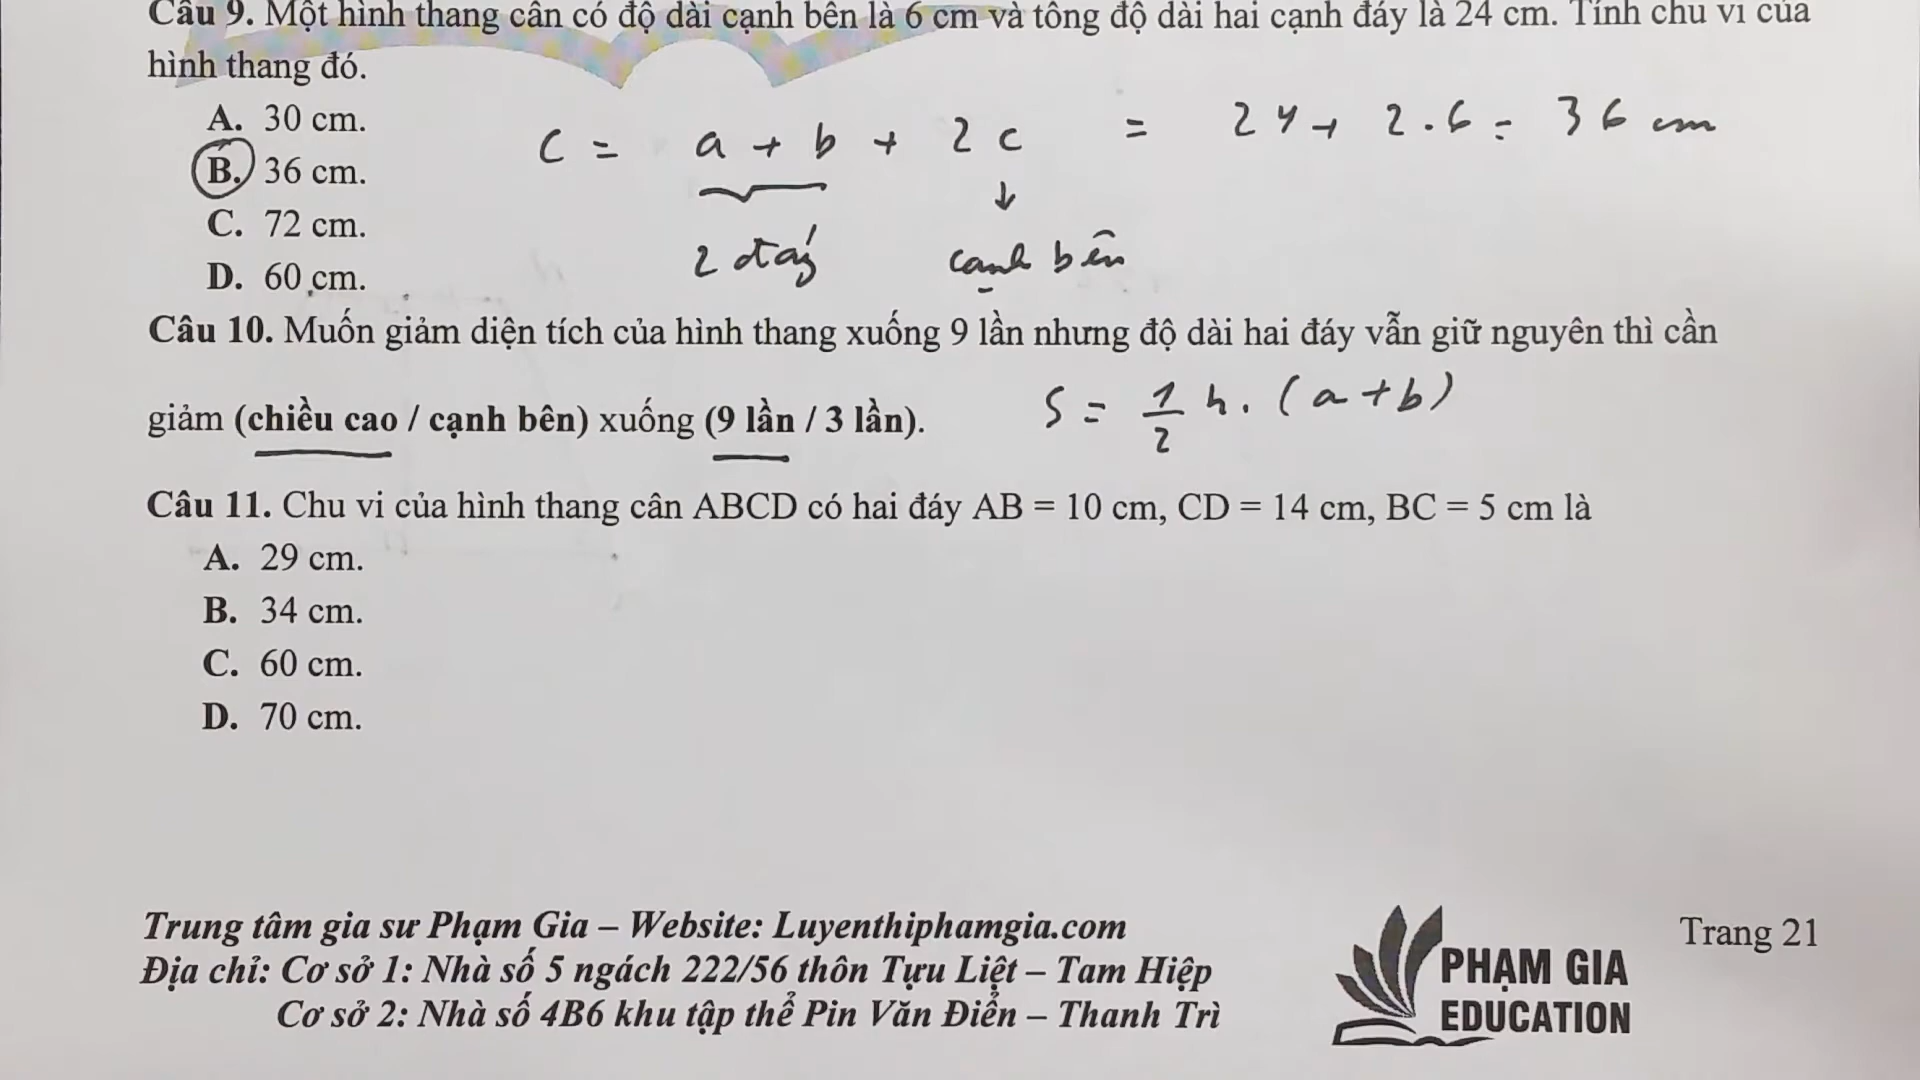 Câu 9. Một hình thang cân có độ dài cạnh bên là 6 cm và tổng độ dài hai cạnh đáy là 24 cm. Tính chu vi của
hình thang đó.
A. 30 cm.
B. 36 cm.
C. 72 cm.
D. 60 cm.
C = a + b + 2c = 24 + 2.6 = 36 cm
2 đáy cạnh bên
Câu 10. Muốn giảm diện tích của hình thang xuống 9 lần nhưng độ dài hai đáy vẫn giữ nguyên thì cần
giảm (chiều cao / cạnh bên) xuống (9 lần / 3 lần).
S = 1/2 h. (a+b)
Câu 11. Chu vi của hình thang cân ABCD có hai đáy AB = 10 cm, CD = 14 cm, BC = 5 cm là
A. 29 cm.
B. 34 cm.
C. 60 cm.
D. 70 cm.
Trung tâm gia sư Phạm Gia – Website: Luyenthiphamgia.com
Địa chỉ: Cơ sở 1: Nhà số 5 ngách 222/56 thôn Tựu Liệt – Tam Hiệp
Cơ sở 2: Nhà số 4B6 khu tập thể Pin Văn Điển – Thanh Trì
PHẠM GIA
EDUCATION
Trang 21